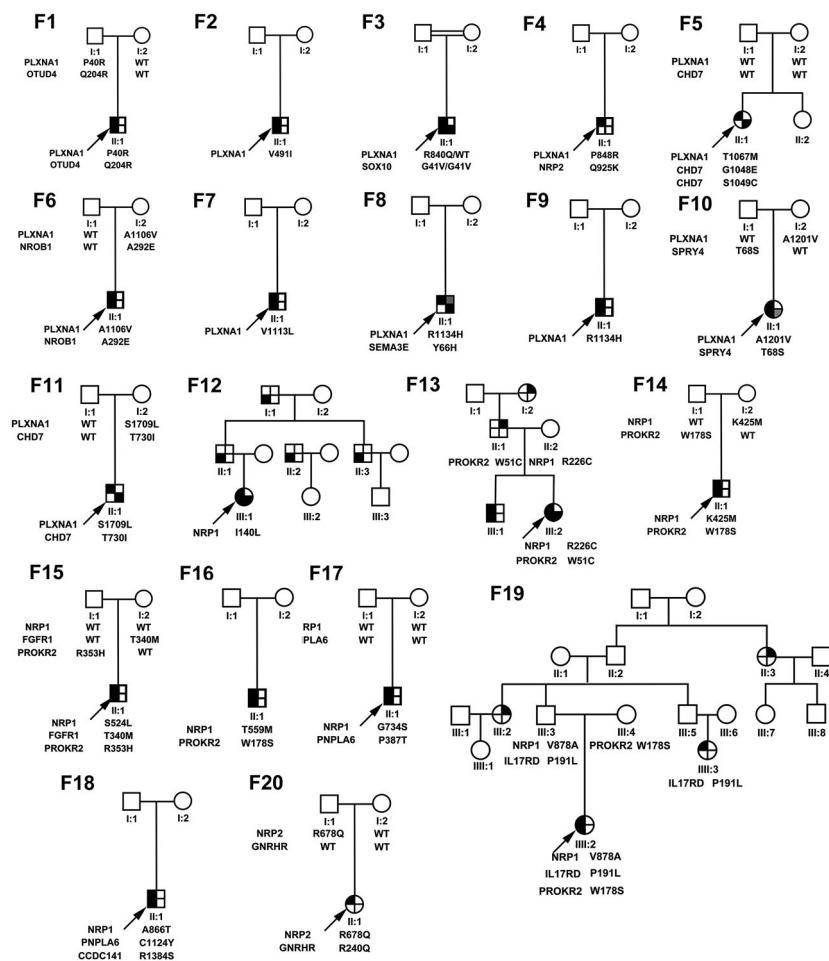 F1
I:1 I:2
PLXNA1 P40R WT
OTUD4 Q204R WT
II:1
PLXNA1 P40R
OTUD4 Q204R
F2
I:1 I:2
II:1
PLXNA1 V491I
F3
I:1 I:2
II:1
PLXNA1 R840Q/WT
SOX10 G41V/G41V
F4
I:1 I:2
II:1
PLXNA1 P848R
NRP2 Q925K
F5
I:1 I:2
PLXNA1 WT WT
CHD7 WT WT
II:1 II:2
PLXNA1 T1067M
CHD7 G1048E
CHD7 S1049C
F6
I:1 I:2
PLXNA1 WT A1106V
NROB1 WT A292E
II:1
PLXNA1 A1106V
NROB1 A292E
F7
I:1 I:2
II:1
PLXNA1 V1113L
F8
I:1 I:2
II:1
PLXNA1 R1134H
SEMA3E Y66H
F9
I:1 I:2
II:1
PLXNA1 R1134H
F10
I:1 I:2
PLXNA1 WT A1201V
SPRY4 T68S WT
II:1
PLXNA1 A1201V
SPRY4 T68S
F11
I:1 I:2
PLXNA1 WT S1709L
CHD7 WT T730I
II:1
PLXNA1 S1709L
CHD7 T730I
F12
I:1 I:2
II:1 II:2 II:3
III:1 III:2 III:3
NRP1 I140L
F13
I:1 I:2
II:1 II:2
PROKR2 W51C NRP1 R226C
III:1 III:2
NRP1 R226C
PROKR2 W51C
F14
I:1 I:2
NRP1 WT K425M
PROKR2 W178S WT
II:1
NRP1 K425M
PROKR2 W178S
F15
I:1 I:2
NRP1 WT WT
FGFR1 WT T340M
PROKR2 R353H WT
II:1
NRP1 S524L
FGFR1 T340M
PROKR2 R353H
F16
I:1 I:2
II:1
NRP1 T559M
PROKR2 W178S
F17
I:1 I:2
RP1 WT WT
PLA6 WT WT
II:1
NRP1 G734S
PNPLA6 P387T
F18
I:1 I:2
II:1
NRP1 A866T
PNPLA6 C1124Y
CCDC141 R1384S
F19
I:1 I:2
II:1 II:2 II:3 II:4
III:1 III:2 III:3 III:4 III:5 III:6 III:7 III:8
NRP1 V878A PROKR2 W178S
IL17RD P191L
IIII:1 IIII:3
IL17RD P191L
IIII:2
NRP1 V878A
IL17RD P191L
PROKR2 W178S
F20
I:1 I:2
NRP2 R678Q WT
GNRHR WT WT
II:1
NRP2 R678Q
GNRHR R240Q